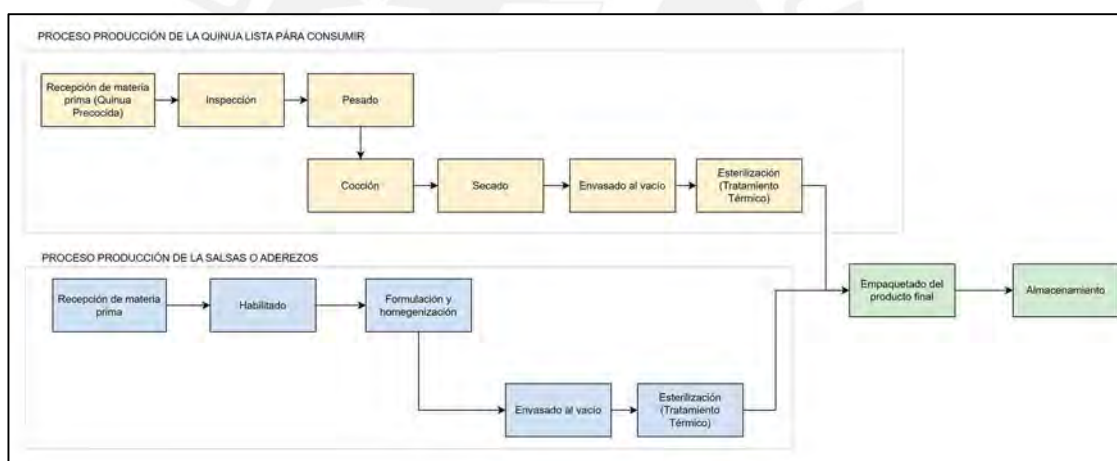 PROCESO PRODUCCIÓN DE LA QUINUA LISTA PÁRA CONSUMIR
Recepción de materia
prima (Quinua
Precocida)
Inspección
Pesado
Cocción
Secado
Envasado al vacío
Esterilización
(Tratamiento
Térmico)
PROCESO PRODUCCIÓN DE LA SALSAS O ADEREZOS
Recepción de materia
prima
Habilitado
Formulación y
homegenización
Envasado al vacío
Esterilización
(Tratamiento
Térmico)
Empaquetado del
producto final
Almacenamiento